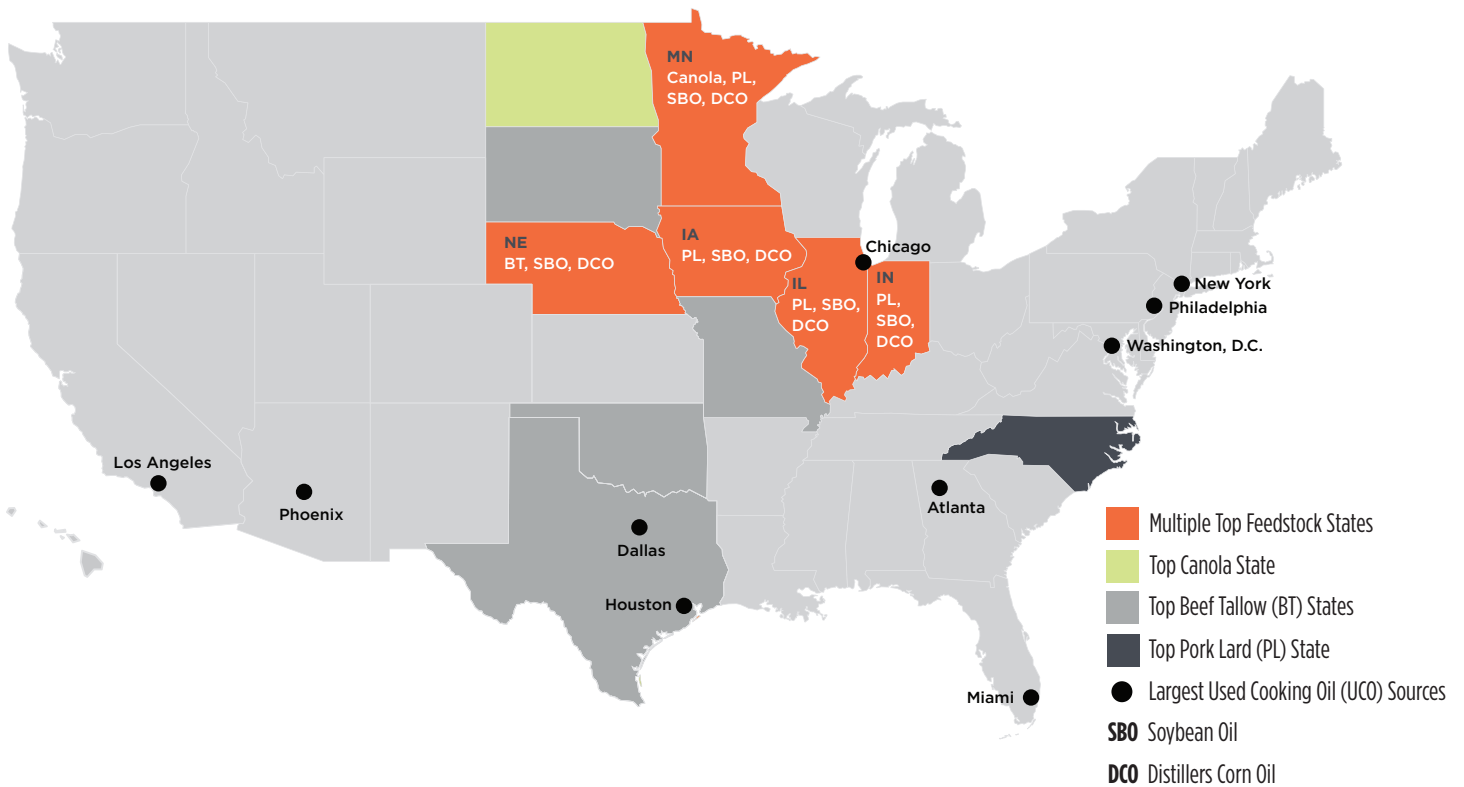 MN
Canola, PL,
SBO, DCO
NE
BT, SBO, DCO
IA
PL, SBO, DCO
Chicago
IL
PL, SBO,
DCO
IN
PL,
SBO,
DCO
New York
Philadelphia
Washington, D.C.
Los Angeles
Phoenix
Dallas
Houston
Atlanta
Miami
Multiple Top Feedstock States
Top Canola State
Top Beef Tallow (BT) States
Top Pork Lard (PL) State
Largest Used Cooking Oil (UCO) Sources
SBO Soybean Oil
DCO Distillers Corn Oil